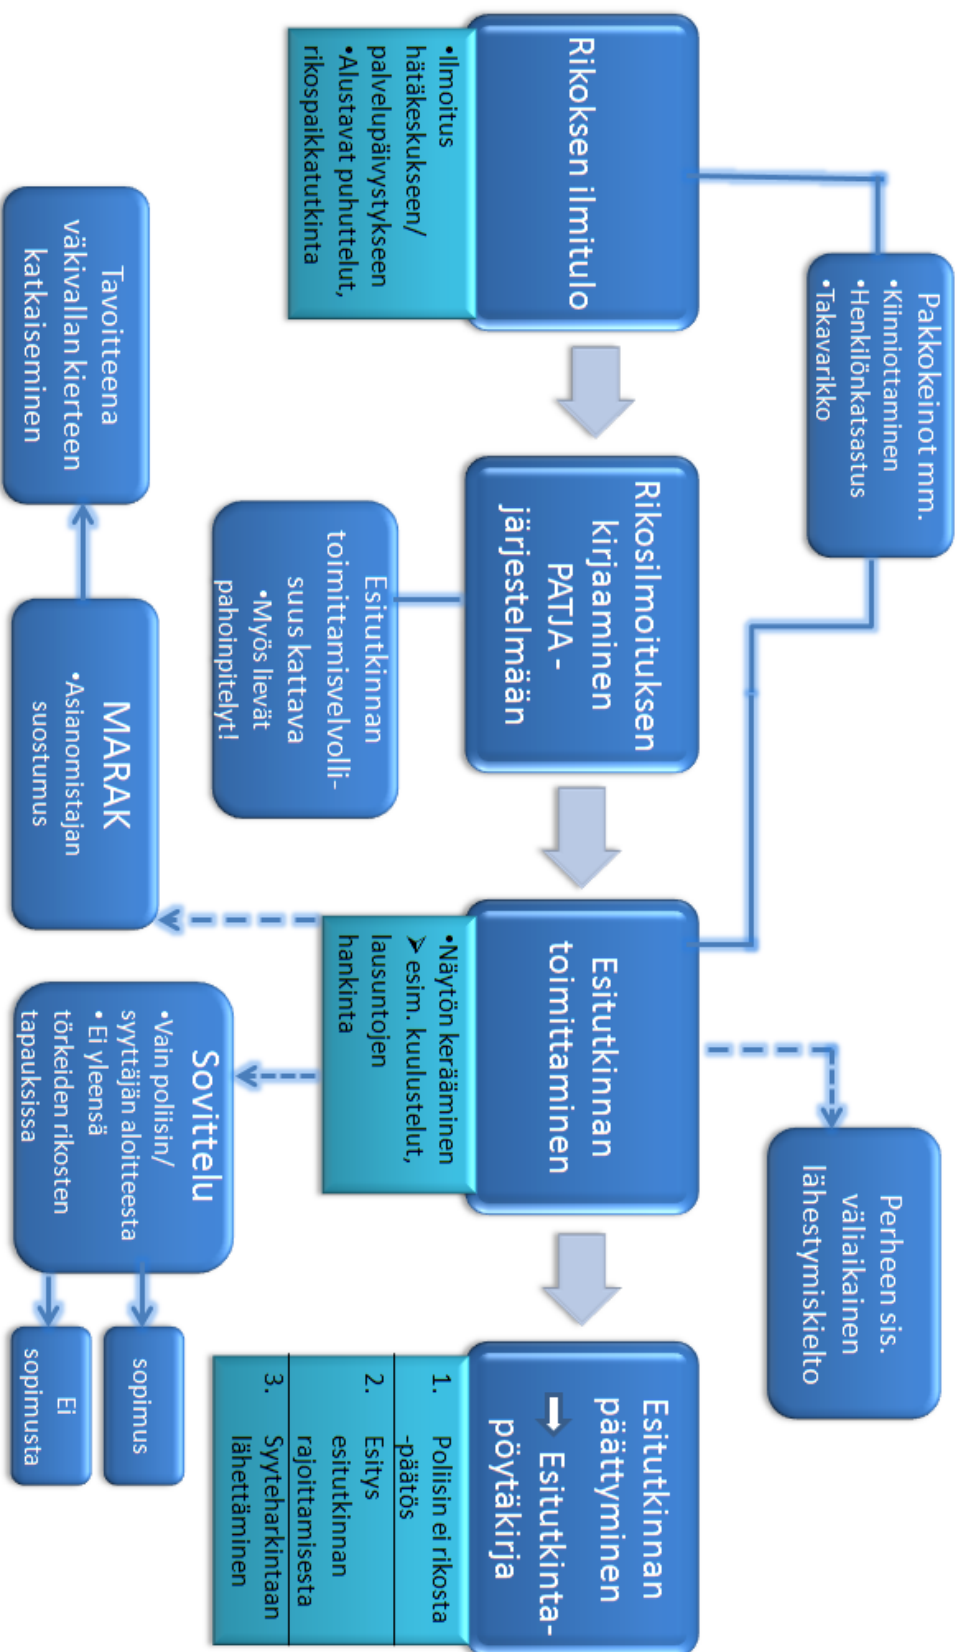 Pakkokeinot mm.
•Kiinniottaminen
•Henkilönkatsastus
•Takavarikko
Perheen sis.
väliaikainen
lähestymiskielto
Rikoksen ilmitulo
•Ilmoitus
hätäkeskukseen/
palvelupäivystykseen
•Alustavat puhuttelut,
rikospaikkatutkinta
Rikosilmoituksen
kirjaaminen
PATJA -
järjestelmään
Esitutkinnan
toimittamisvelvolli-
suus kattava
•Myös lievät
pahoinpitelyt!
Esitutkinnan
toimittaminen
•Näytön kerääminen
➤ esim. kuulustelut,
lausuntojen
hankinta
Esitutkinnan
päättyminen
➡ Esitutkinta-
pöytäkirja
1. Poliisin ei rikosta
-päätös
2. Esitys
esitutkinnan
rajoittamisesta
3. Syyteharkintaan
lähettäminen
Tavoitteena
väkivallan kierteen
katkaiseminen
MARAK
•Asianomistajan
suostumus
Sovittelu
•Vain poliisin/
syyttäjän aloitteesta
• Ei yleensä
törkeiden rikosten
tapauksissa
sopimus
Ei
sopimusta